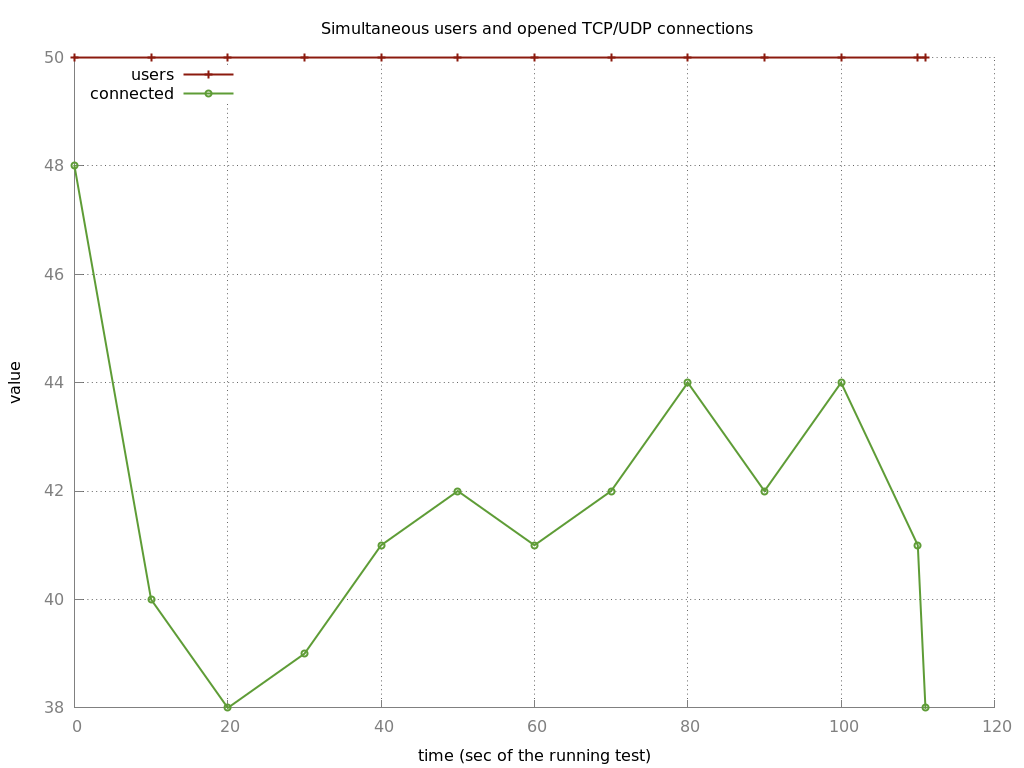 Simultaneous users and opened TCP/UDP connections
50
users
connected
48
46
44
value
42
40
38
0 20 40 60 80 100 120
time (sec of the running test)